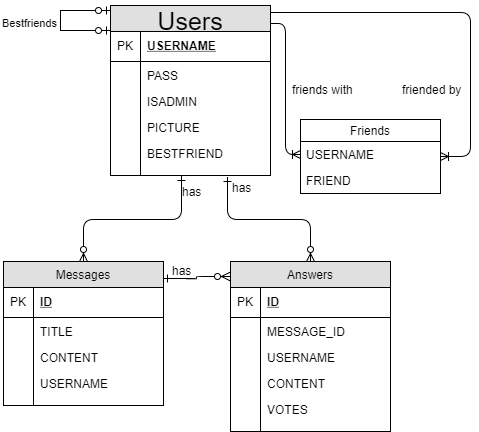 Bestfriends
Users
PK USERNAME
PASS
ISADMIN
PICTURE
BESTFRIEND
friends with
friended by
Friends
USERNAME
FRIEND
has
has
Messages
PK ID
TITLE
CONTENT
USERNAME
has
Answers
PK ID
MESSAGE_ID
USERNAME
CONTENT
VOTES